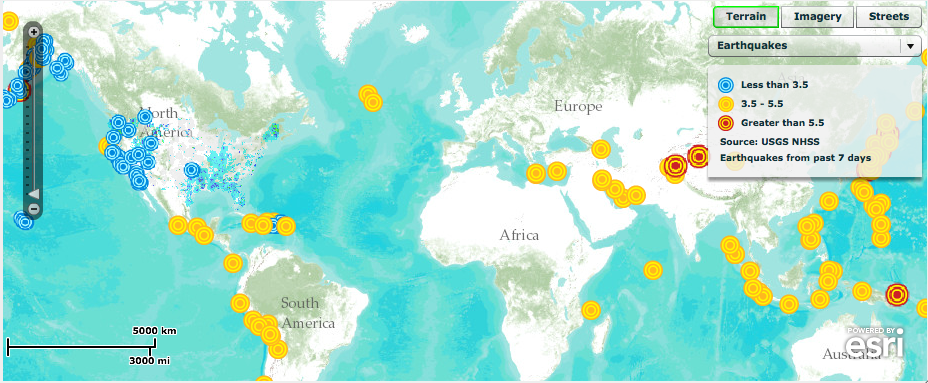 Terrain
Imagery
Streets
Earthquakes
Less than 3.5
3.5 - 5.5
Greater than 5.5
Source: USGS NHSS
Earthquakes from past 7 days
North
America
Europe
Africa
South
America
Australia
5000 km
3000 mi
POWERED BY
esri